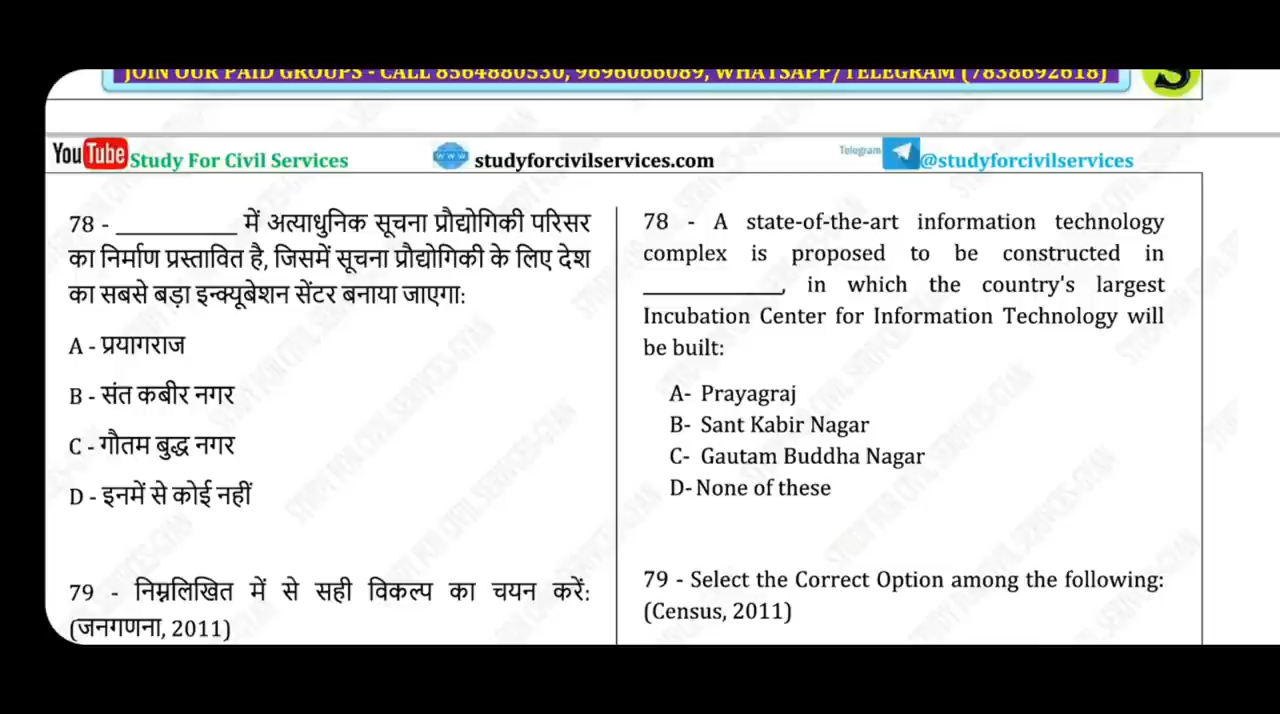 JOIN OUR PAID GROUPS - CALL 8564880530, 9696066089, WHATSAPP/TELEGRAM (7838692618)
YouTube Study For Civil Services
www studyforcivilservices.com
Telegram @studyforcivilservices
78 - ___________ में अत्याधुनिक सूचना प्रौद्योगिकी परिसर
का निर्माण प्रस्तावित है, जिसमें सूचना प्रौद्योगिकी के लिए देश
का सबसे बड़ा इन्क्यूबेशन सेंटर बनाया जाएगा:
A - प्रयागराज
B - संत कबीर नगर
C - गौतम बुद्ध नगर
D - इनमें से कोई नहीं
79 - निम्नलिखित में से सही विकल्प का चयन करें:
(जनगणना, 2011)
78 - A state-of-the-art information technology
complex is proposed to be constructed in
_____________, in which the country's largest
Incubation Center for Information Technology will
be built:
A- Prayagraj
B- Sant Kabir Nagar
C- Gautam Buddha Nagar
D- None of these
79 - Select the Correct Option among the following:
(Census, 2011)